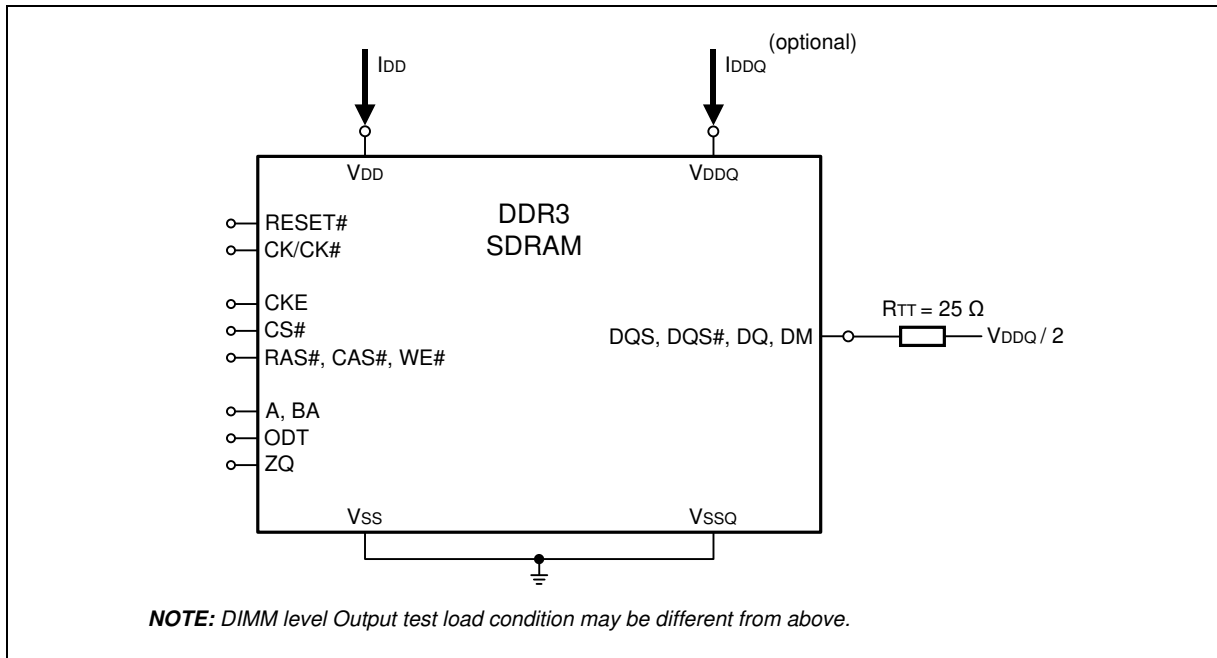 (optional)
IDD
IDDQ
VDD
VDDQ
DDR3
SDRAM
RESET#
CK/CK#
CKE
CS#
RAS#, CAS#, WE#
A, BA
ODT
ZQ
DQS, DQS#, DQ, DM
RTT = 25 Ω
VDDQ / 2
VSS
VSSQ
NOTE: DIMM level Output test load condition may be different from above.